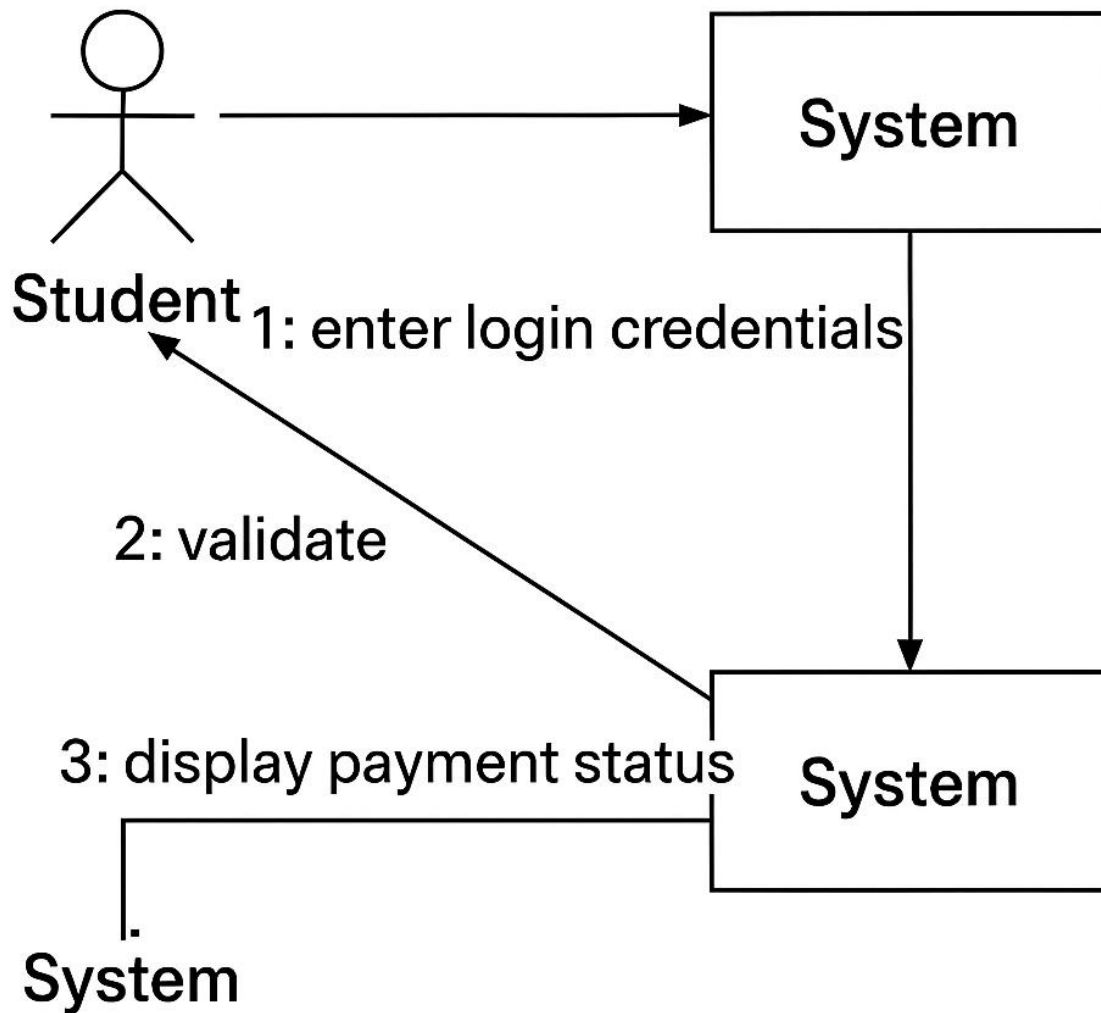 System
Student
1: enter login credentials
2: validate
3: display payment status
System
System